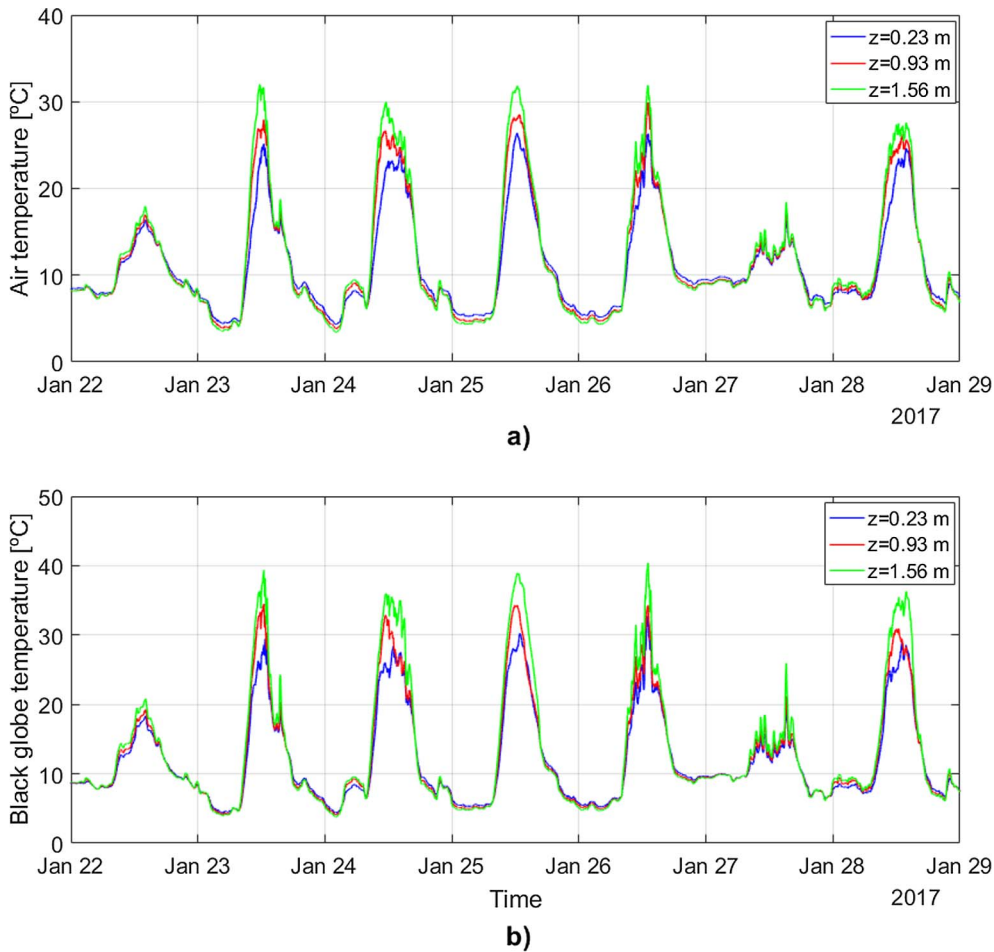 40
30
20
10
0
Air temperature [ºC]
z=0.23 m
z=0.93 m
z=1.56 m
Jan 22 Jan 23 Jan 24 Jan 25 Jan 26 Jan 27 Jan 28 Jan 29
2017
a)
50
40
30
20
10
0
Black globe temperature [ºC]
z=0.23 m
z=0.93 m
z=1.56 m
Jan 22 Jan 23 Jan 24 Jan 25 Jan 26 Jan 27 Jan 28 Jan 29
Time 2017
b)